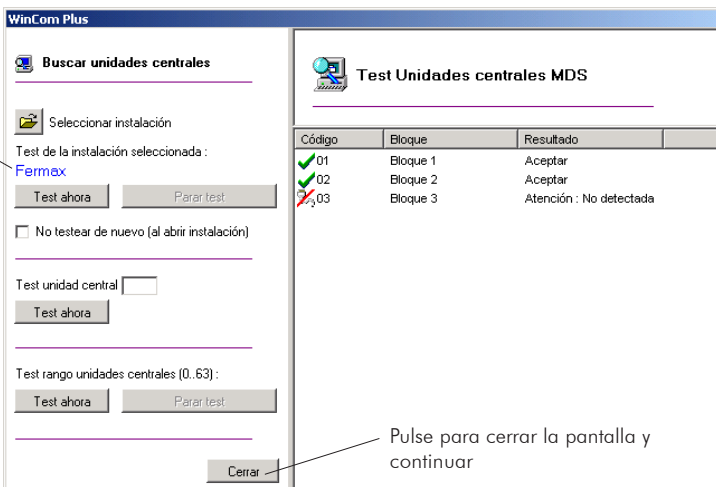 WinCom Plus
Buscar unidades centrales
Seleccionar instalación
Test de la instalación seleccionada :
Fermax
Test ahora Parar test
No testear de nuevo (al abrir instalación)
Test unidad central
Test ahora
Test rango unidades centrales (0..63) :
Test ahora Parar test
Cerrar
Test Unidades centrales MDS
Código Bloque Resultado
01 Bloque 1 Aceptar
02 Bloque 2 Aceptar
03 Bloque 3 Atención : No detectada
Pulse para cerrar la pantalla y
continuar